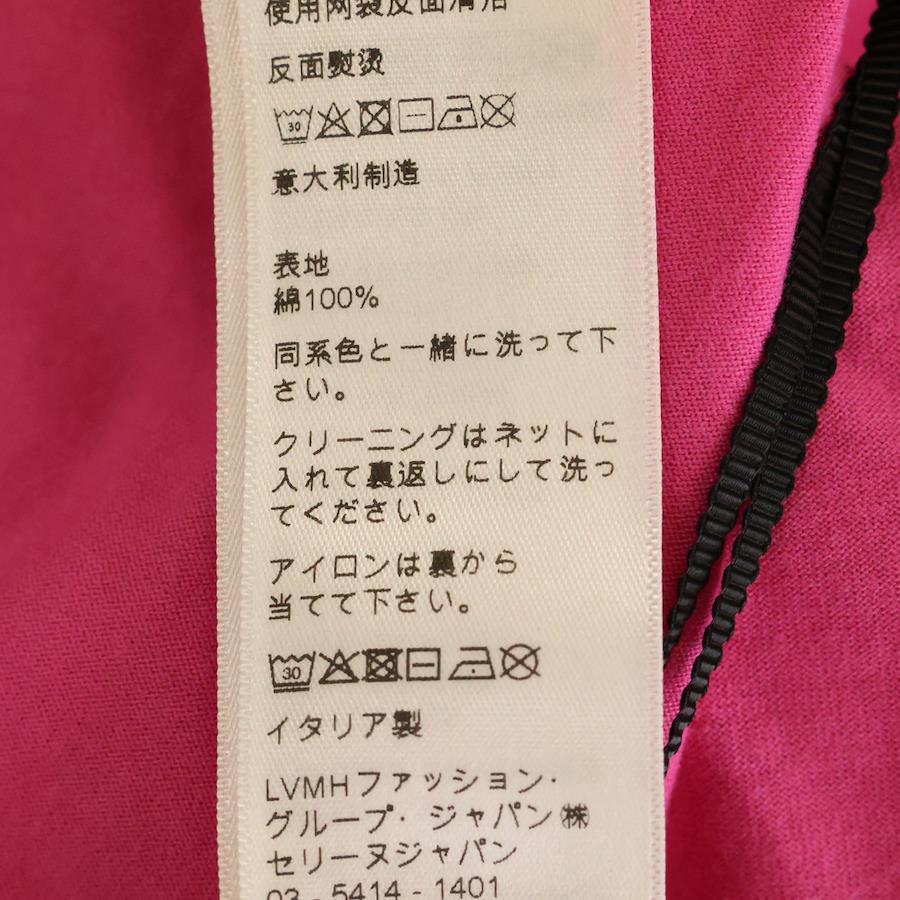 使用网袋反面清洁
反面熨烫
30
意大利制造
表地
綿100%
同系色と一緒に洗って下
さい。
クリーニングはネットに
入れて裏返しにして洗っ
てください。
アイロンは裏から
当てて下さい。
30
イタリア製
LVMHファッション・
グループ・ジャパン㈱
セリーヌジャパン
03 - 5414 - 1401